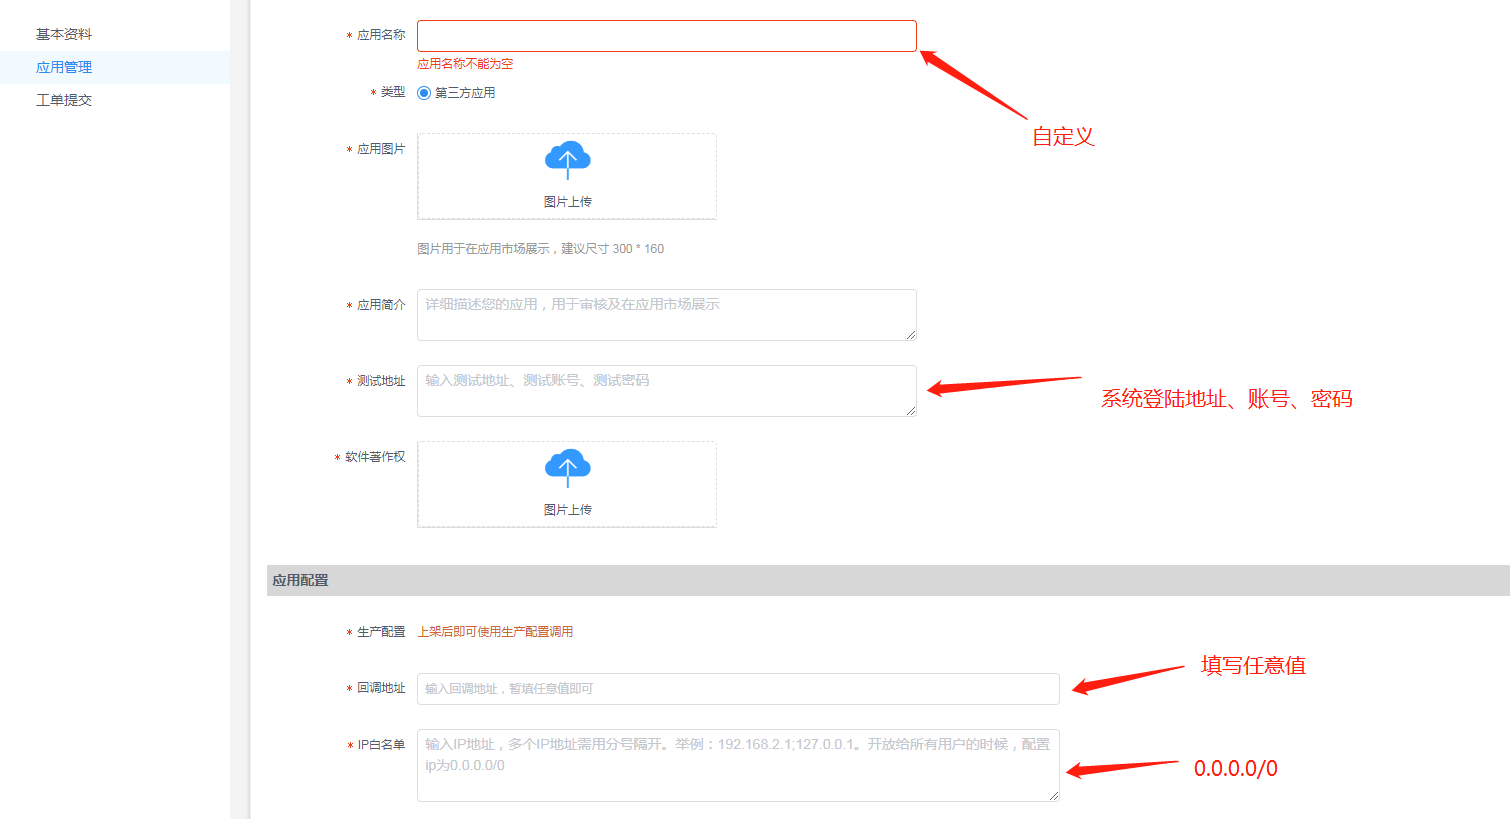 基本资料
应用管理
工单提交
* 应用名称
应用名称不能为空
自定义
* 类型 第三方应用
* 应用图片
图片上传
图片用于在应用市场展示，建议尺寸 300 * 160
* 应用简介 详细描述您的应用，用于审核及在应用市场展示
* 测试地址 输入测试地址、测试账号、测试密码
系统登陆地址、账号、密码
* 软件著作权
图片上传
应用配置
* 生产配置 上架后即可使用生产配置调用
* 回调地址 输入回调地址，暂填任意值即可
填写任意值
* IP白名单 输入IP地址，多个IP地址需用分号隔开。举例：192.168.2.1;127.0.0.1。开放给所有用户的时候，配置
ip为0.0.0.0/0
0.0.0.0/0